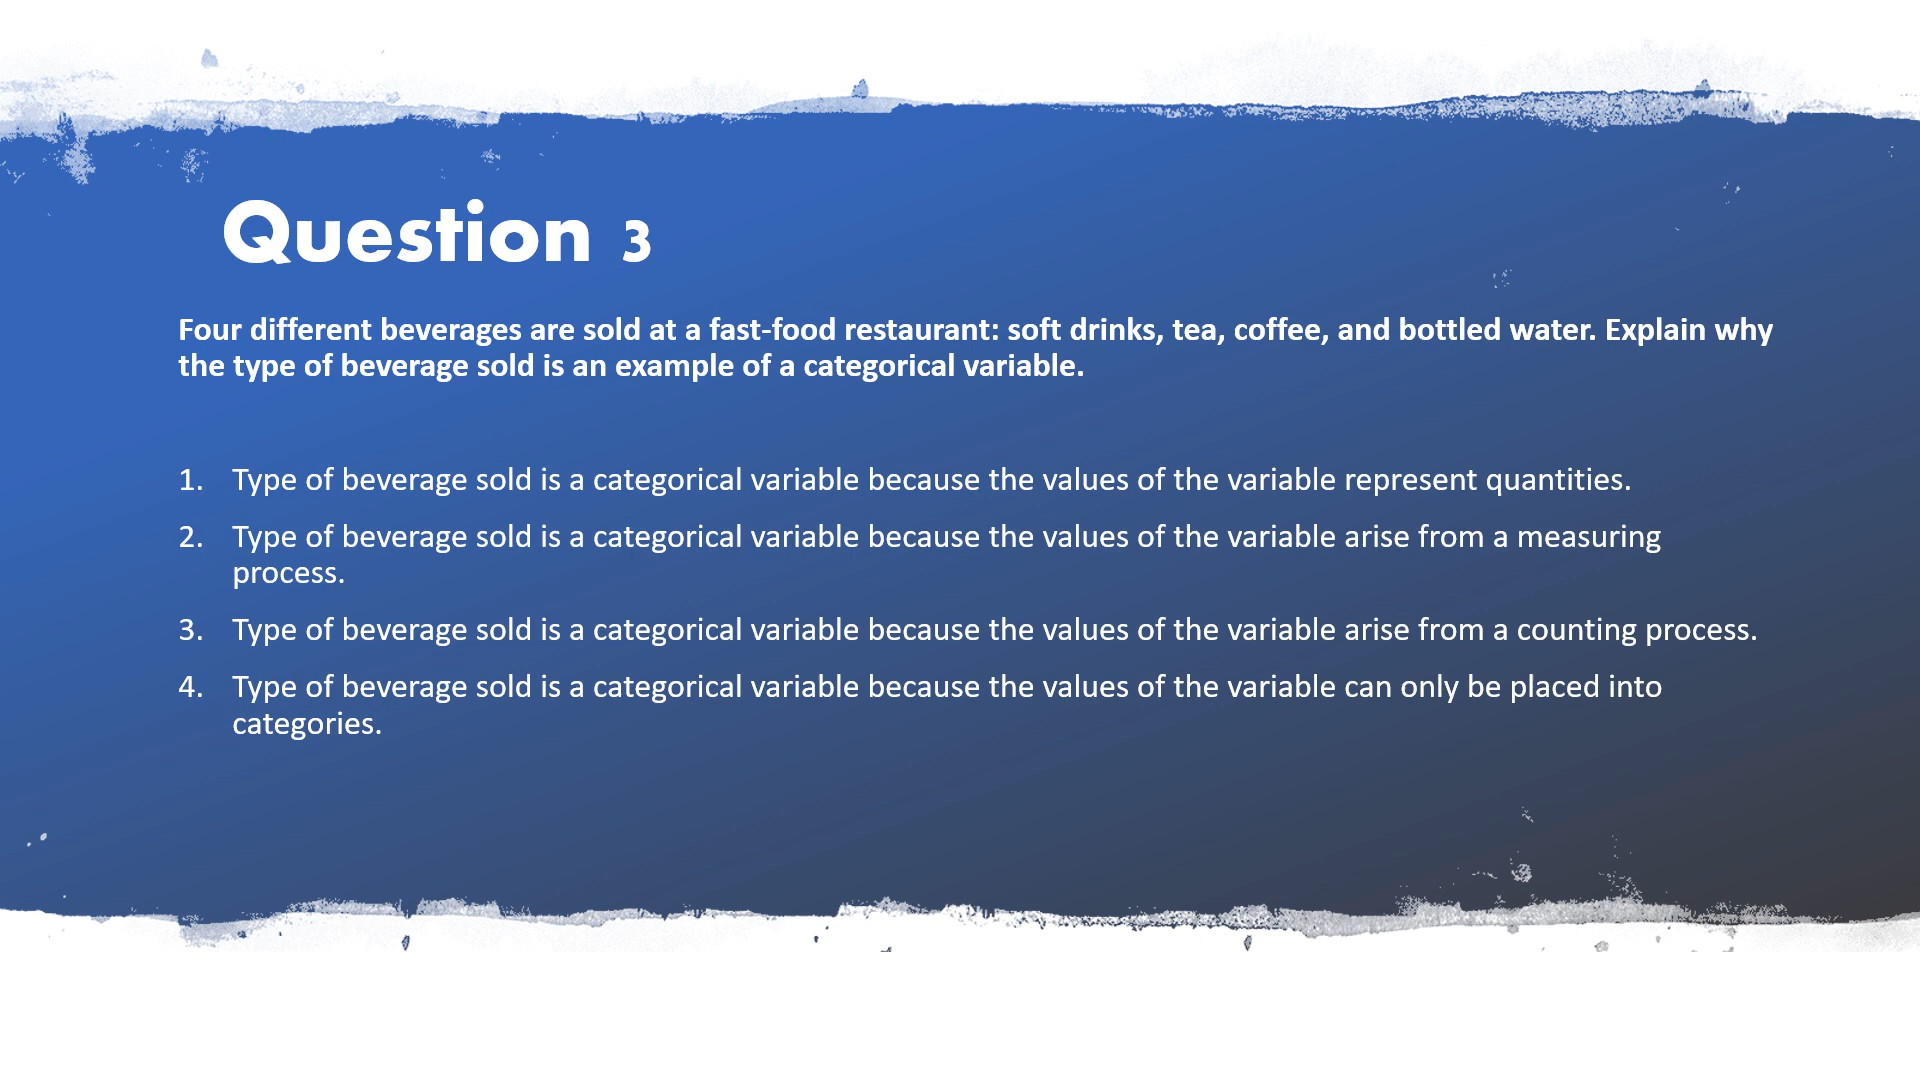 Question 3
Four different beverages are sold at a fast-food restaurant: soft drinks, tea, coffee, and bottled water. Explain why
the type of beverage sold is an example of a categorical variable.
1. Type of beverage sold is a categorical variable because the values of the variable represent quantities.
2. Type of beverage sold is a categorical variable because the values of the variable arise from a measuring
process.
3. Type of beverage sold is a categorical variable because the values of the variable arise from a counting process.
4. Type of beverage sold is a categorical variable because the values of the variable can only be placed into
categories.